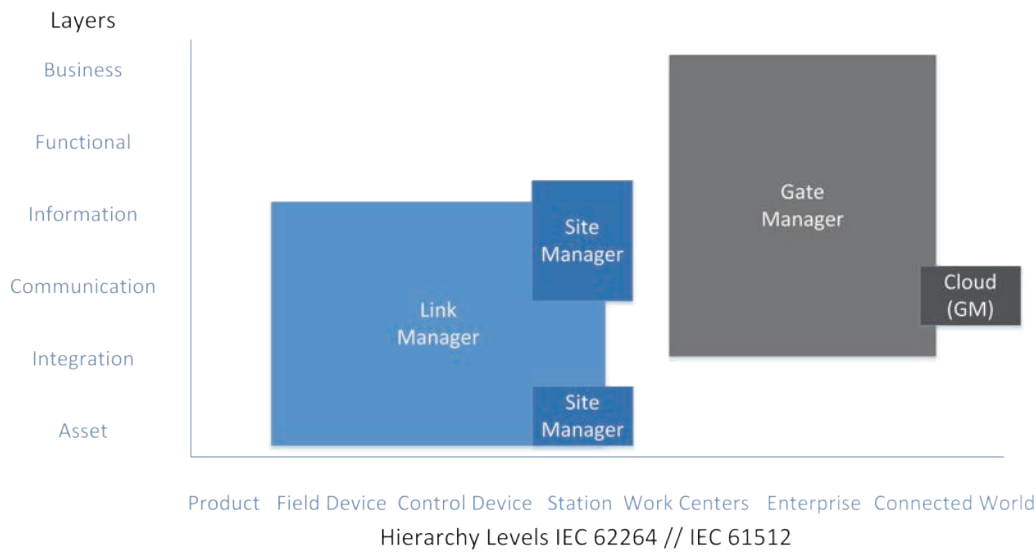 Layers
Business
Functional
Information
Communication
Integration
Asset
Gate
Manager
Site
Manager
Cloud
(GM)
Link
Manager
Site
Manager
Product Field Device Control Device Station Work Centers Enterprise Connected World
Hierarchy Levels IEC 62264 // IEC 61512